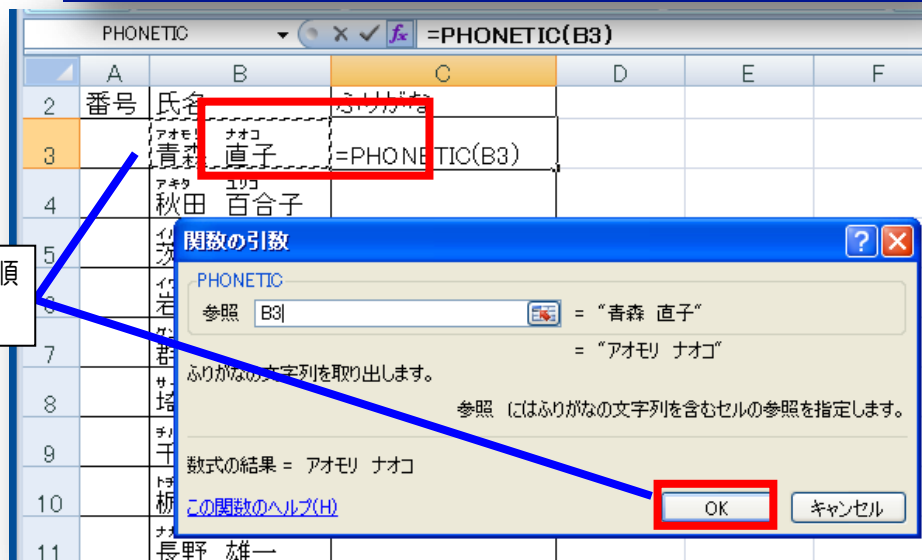 PHONETIC
=PHONETIC(B3)
A B C D E F
2 番号 氏名 ふりがな
アオモリ ナオコ
3 青森 直子 =PHONETIC(B3)
アキタ ユリコ
4 秋田 百合子
5
関数の引数
順
PHONETIC
参照 B3 = "青森 直子"
6
7
= "アオモリ ナオコ"
ふりがなの文字列を取り出します。
8
参照 にはふりがなの文字列を含むセルの参照を指定します。
9
数式の結果 = アオモリ ナオコ
10
この関数のヘルプ(H)
OK キャンセル
11 長野 雄一